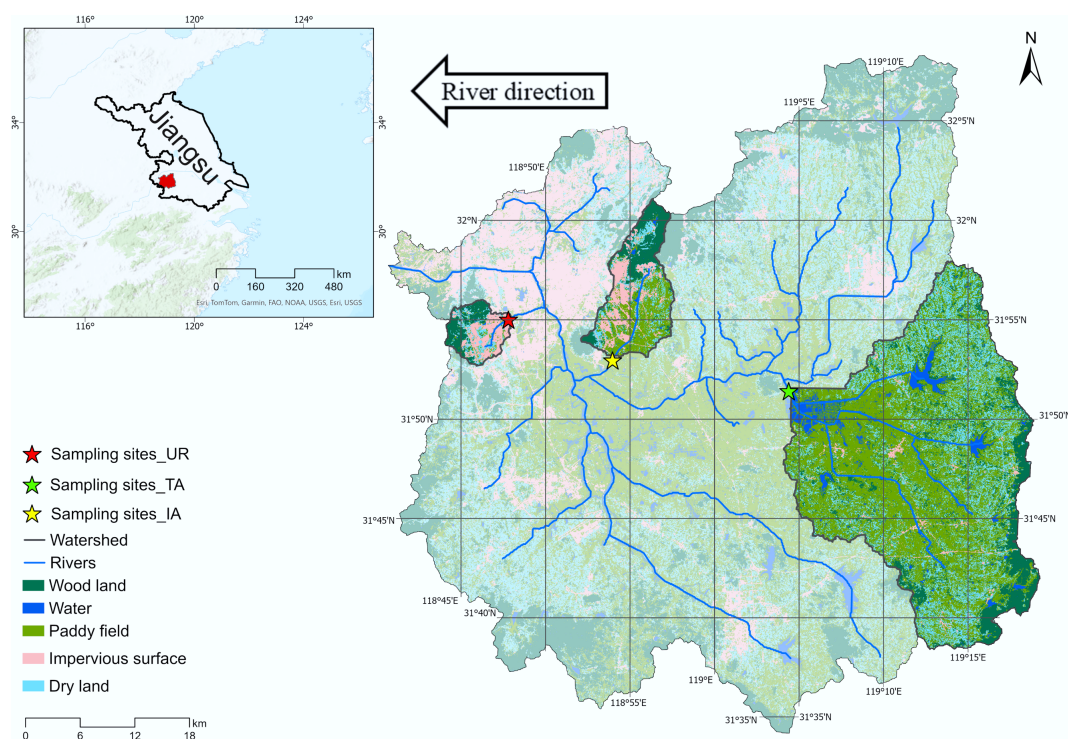 116°
120°
124°
34°
34°
30°
30°
Jiangsu
0
160
320
480
km
Esri, TomTom, Garmin, FAO, NOAA, USGS, Esri, USGS
116°
120°
124°
River direction
N
119°10'E
119°5'E
32°5'N
118°50'E
32°N
32°N
31°55'N
31°50'N
31°50'N
31°45'N
31°45'N
118°45'E
31°40'N
119°15'E
119°E
119°10'E
118°55'E
31°35'N
31°35'N
Sampling sites_UR
Sampling sites_TA
Sampling sites_IA
Watershed
Rivers
Wood land
Water
Paddy field
Impervious surface
Dry land
km
0
6
12
18